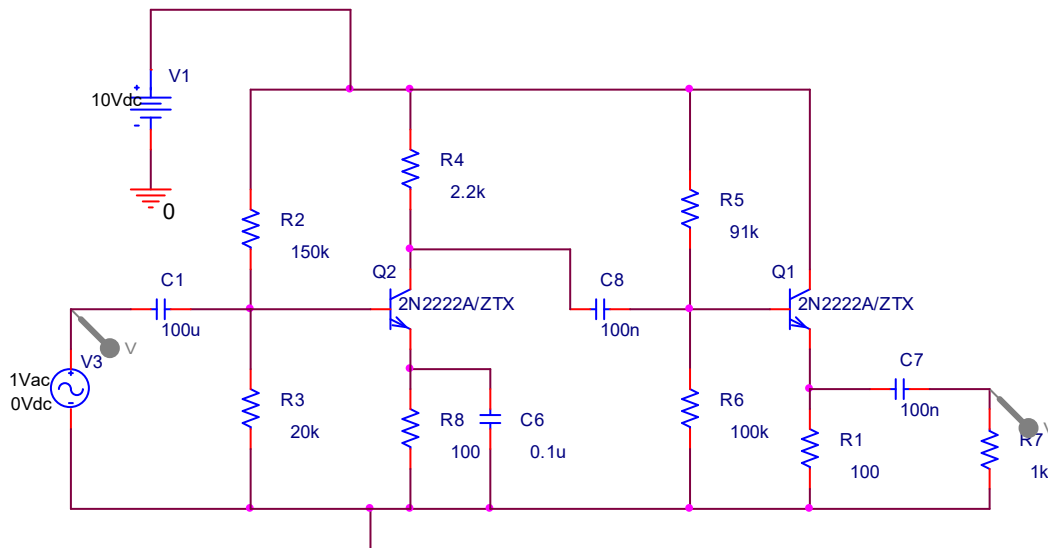 V1
10Vdc
+
-
0
R4
2.2k
R2
150k
R5
91k
C1
100u
Q2
2N2222A/ZTX
C8
100n
Q1
2N2222A/ZTX
V
V3
1Vac
0Vdc
+
-
R3
20k
R8
100
C6
0.1u
R6
100k
C7
100n
R1
100
V
R7
1k